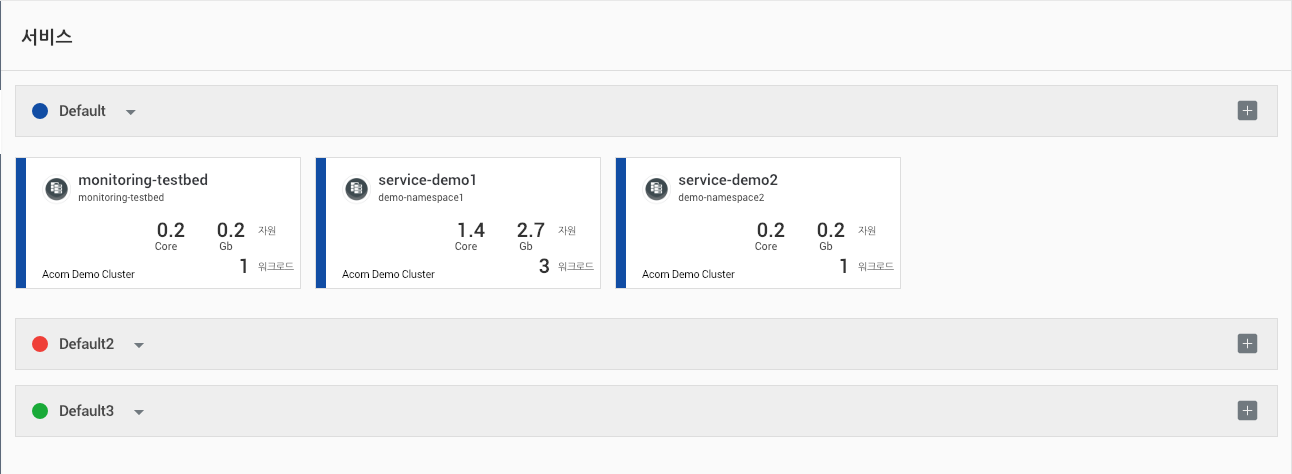 서비스
Default
monitoring-testbed
monitoring-testbed
0.2 0.2 자원
Core Gb
1 워크로드
Acorn Demo Cluster
service-demo1
demo-namespace1
1.4 2.7 자원
Core Gb
3 워크로드
Acorn Demo Cluster
service-demo2
demo-namespace2
0.2 0.2 자원
Core Gb
1 워크로드
Acorn Demo Cluster
Default2
Default3